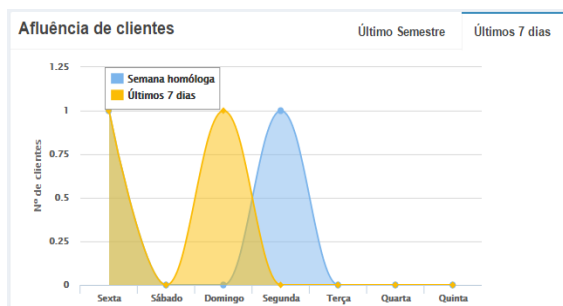 Afluência de clientes
Último Semestre
Últimos 7 dias
Semana homóloga
Últimos 7 dias
Nº de clientes
1.25
1
0.75
0.5
0.25
0
Sexta Sábado Domingo Segunda Terça Quarta Quinta